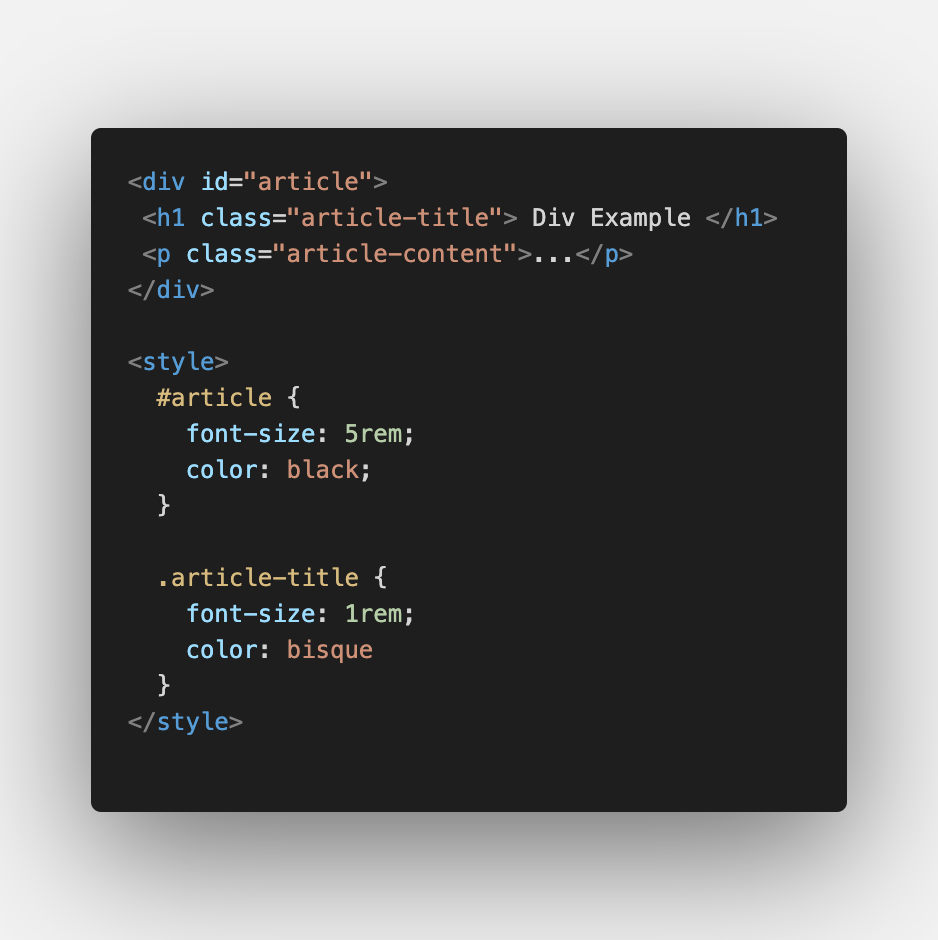 <div id="article">
 <h1 class="article-title"> Div Example </h1>
 <p class="article-content">...</p>
</div>

<style>
  #article {
    font-size: 5rem;
    color: black;
  }

  .article-title {
    font-size: 1rem;
    color: bisque
  }
</style>